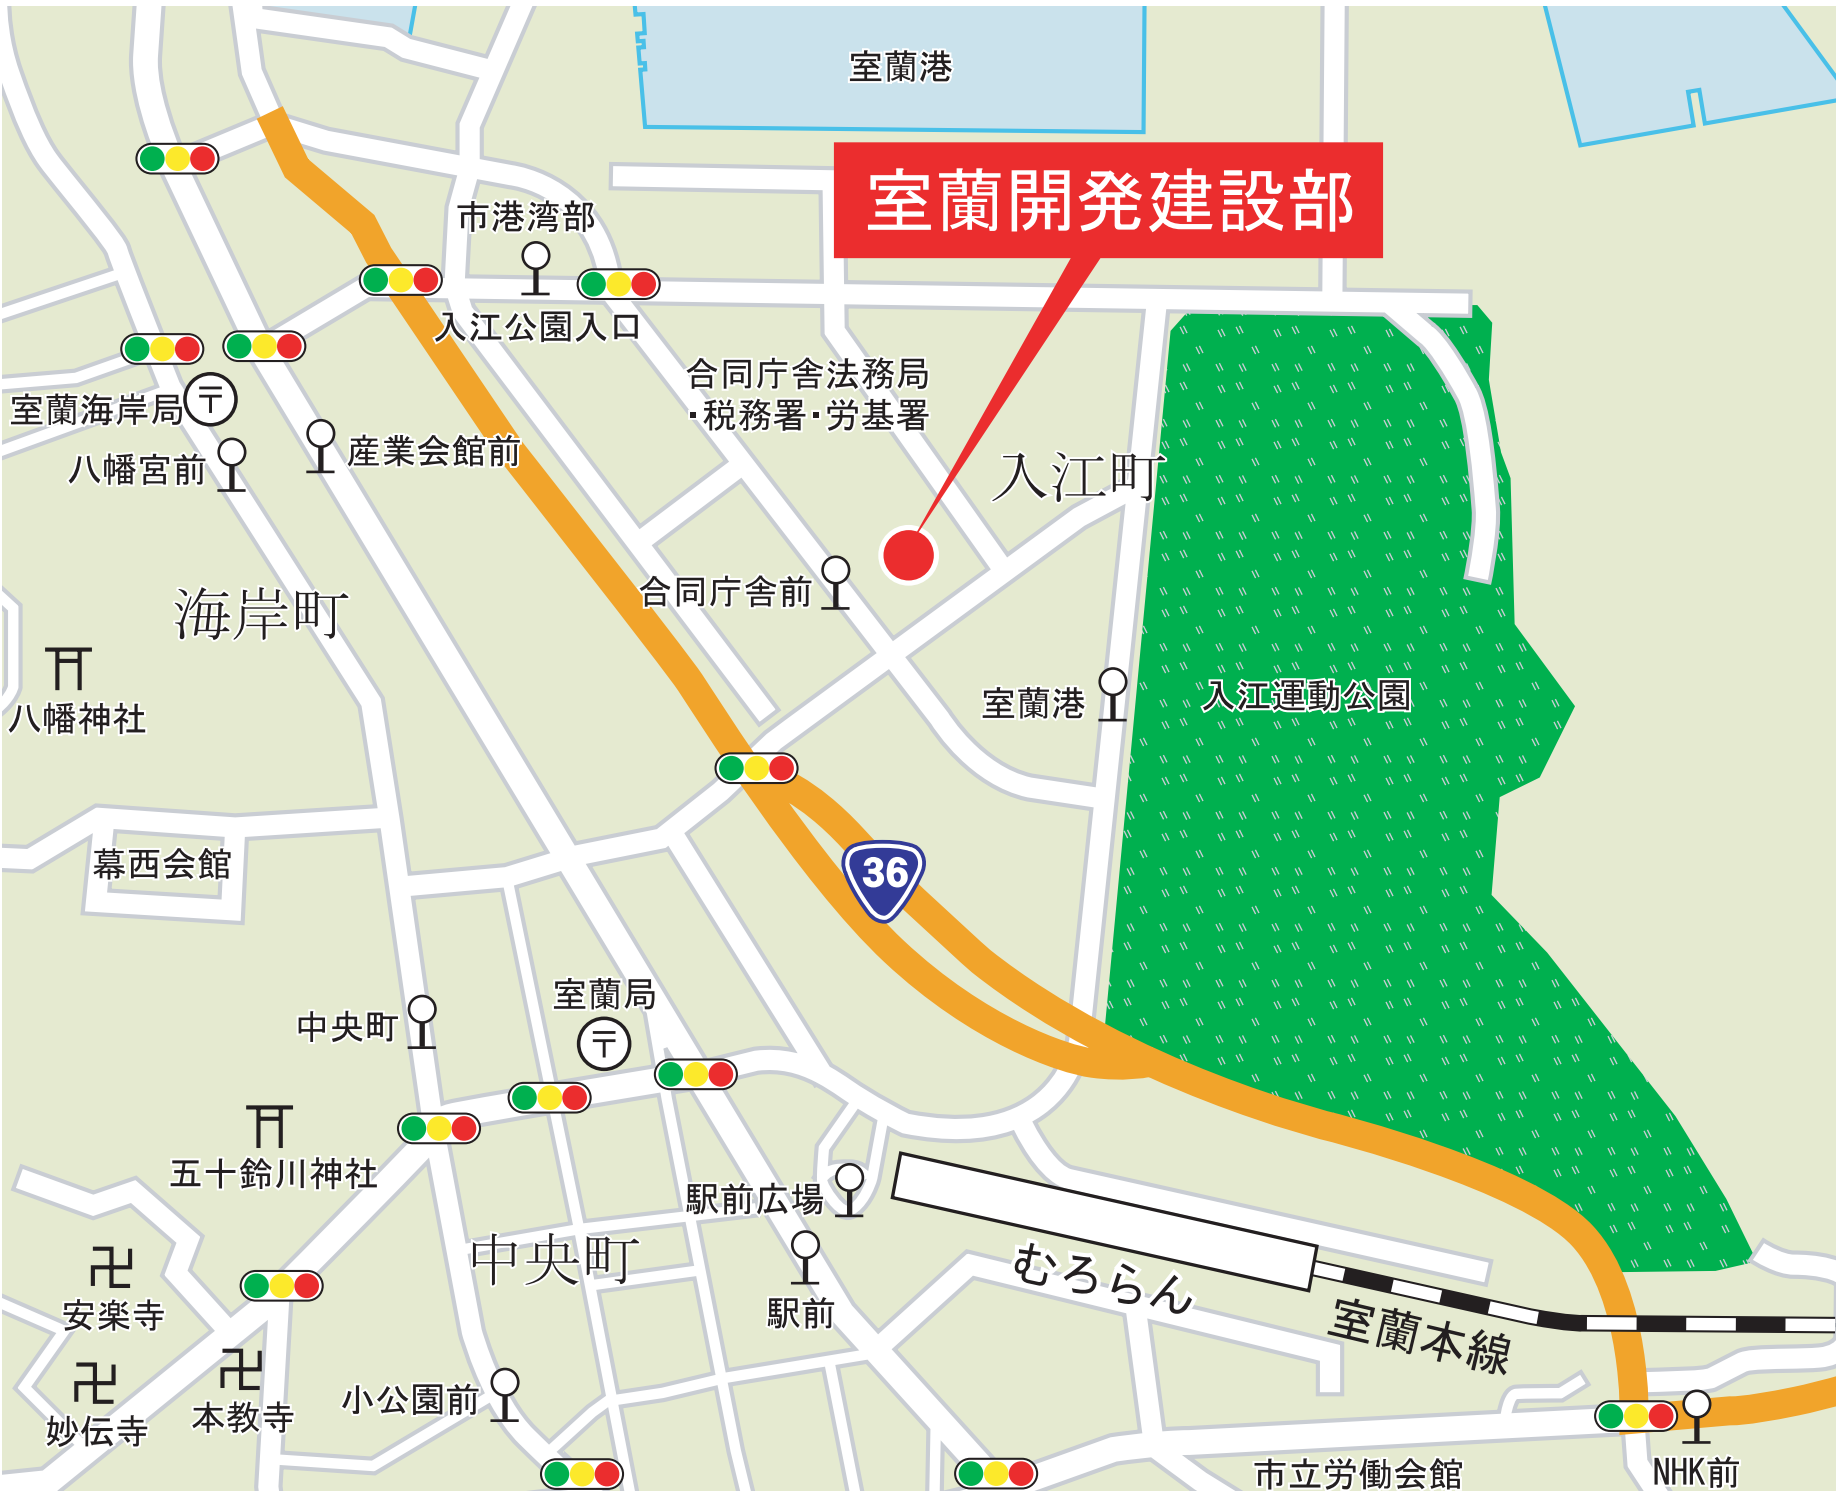 室蘭港
室蘭開発建設部
市港湾部
入江公園入口
合同庁舎法務局
・税務署・労基署
室蘭海岸局
〒
八幡宮前
産業会館前
入江町
合同庁舎前
海岸町
八幡神社
室蘭港
入江運動公園
幕西会館
36
室蘭局
〒
中央町
五十鈴川神社
駅前広場
中央町
むろらん
駅前
室蘭本線
安楽寺
妙伝寺
本教寺
小公園前
市立労働会館
NHK前